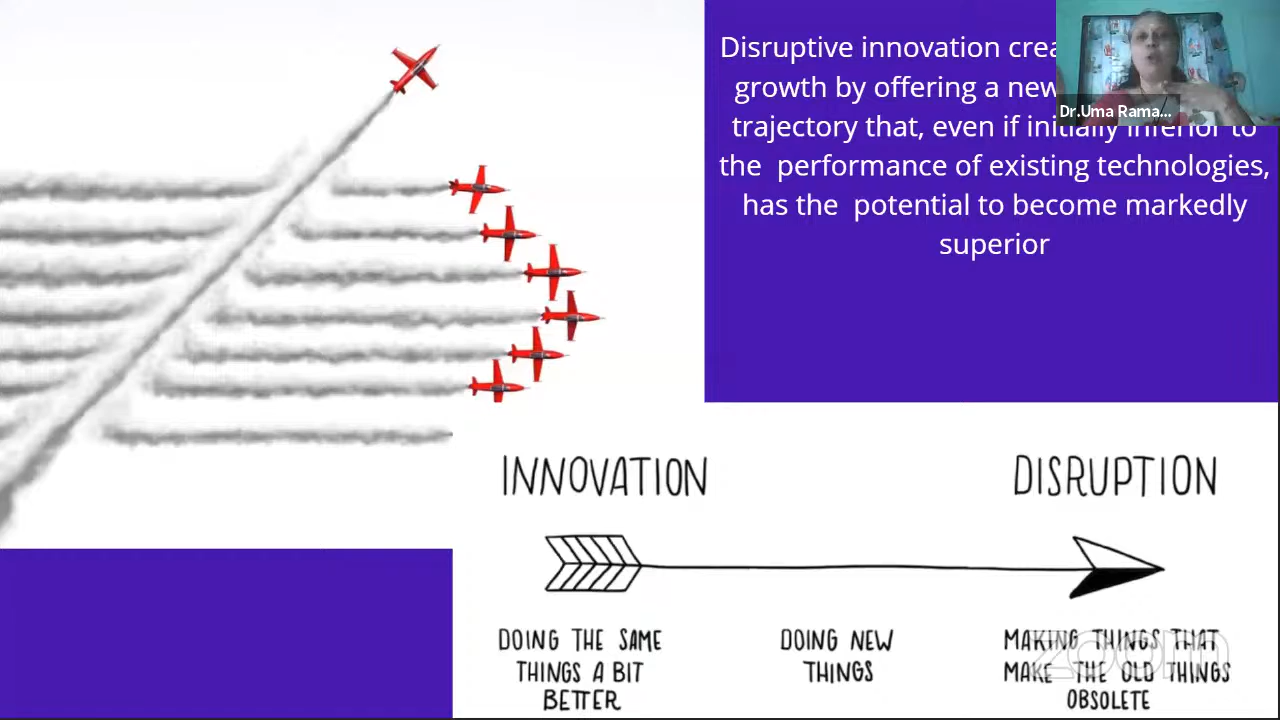 Disruptive innovation crea
growth by offering a new
trajectory that, even if initially inferior to
the performance of existing technologies,
has the potential to become markedly
superior
Dr.Uma Rama...
INNOVATION
DISRUPTION
DOING THE SAME
THINGS A BIT
BETTER
DOING NEW
THINGS
MAKING THINGS THAT
MAKE THE OLD THINGS
OBSOLETE
zoom